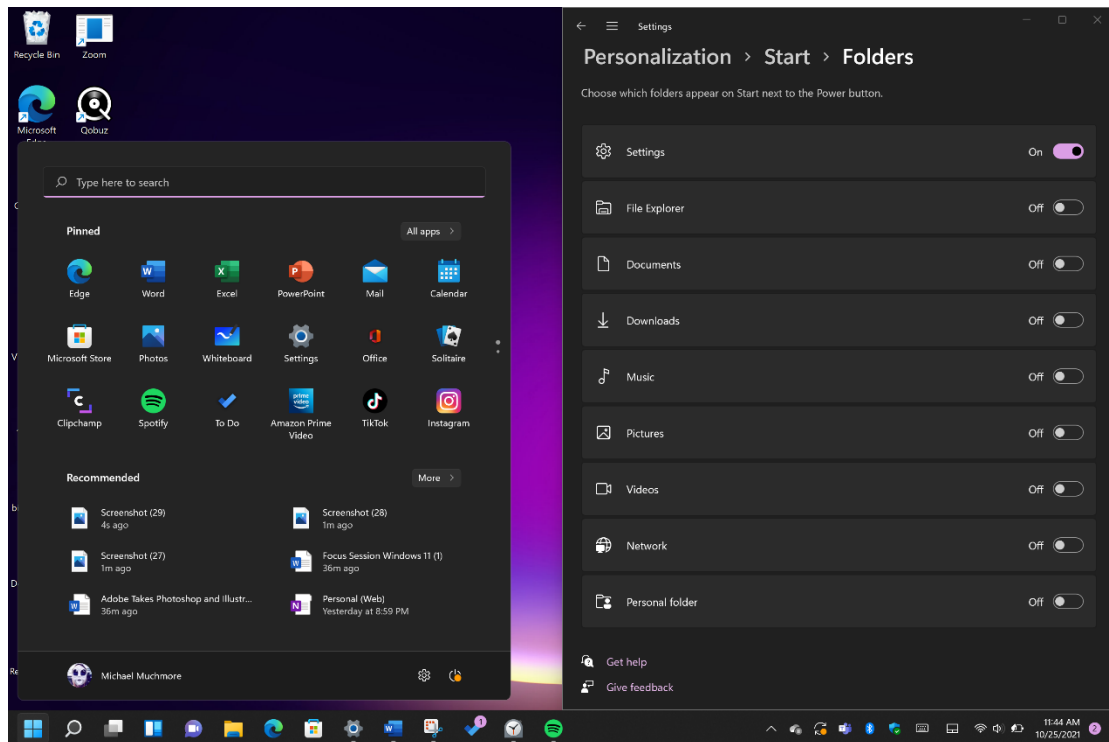 Recycle Bin
Zoom
Microsoft
Edge
Qobuz
Type here to search
Pinned
All apps
Edge
Word
Excel
PowerPoint
Mail
Calendar
Microsoft Store
Photos
Whiteboard
Settings
Office
Solitaire
Clipchamp
Spotify
To Do
Amazon Prime
Video
TikTok
Instagram
Recommended
More
Screenshot (29)
4s ago
Screenshot (28)
1m ago
Screenshot (27)
1m ago
Focus Session Windows 11 (1)
36m ago
Adobe Takes Photoshop and Illustr...
36m ago
Personal (Web)
Yesterday at 8:59 PM
Michael Muchmore
Settings
Personalization > Start > Folders
Choose which folders appear on Start next to the Power button.
Settings On
File Explorer Off
Documents Off
Downloads Off
Music Off
Pictures Off
Videos Off
Network Off
Personal folder Off
Get help
Give feedback
1
11:44 AM
10/25/2021
2